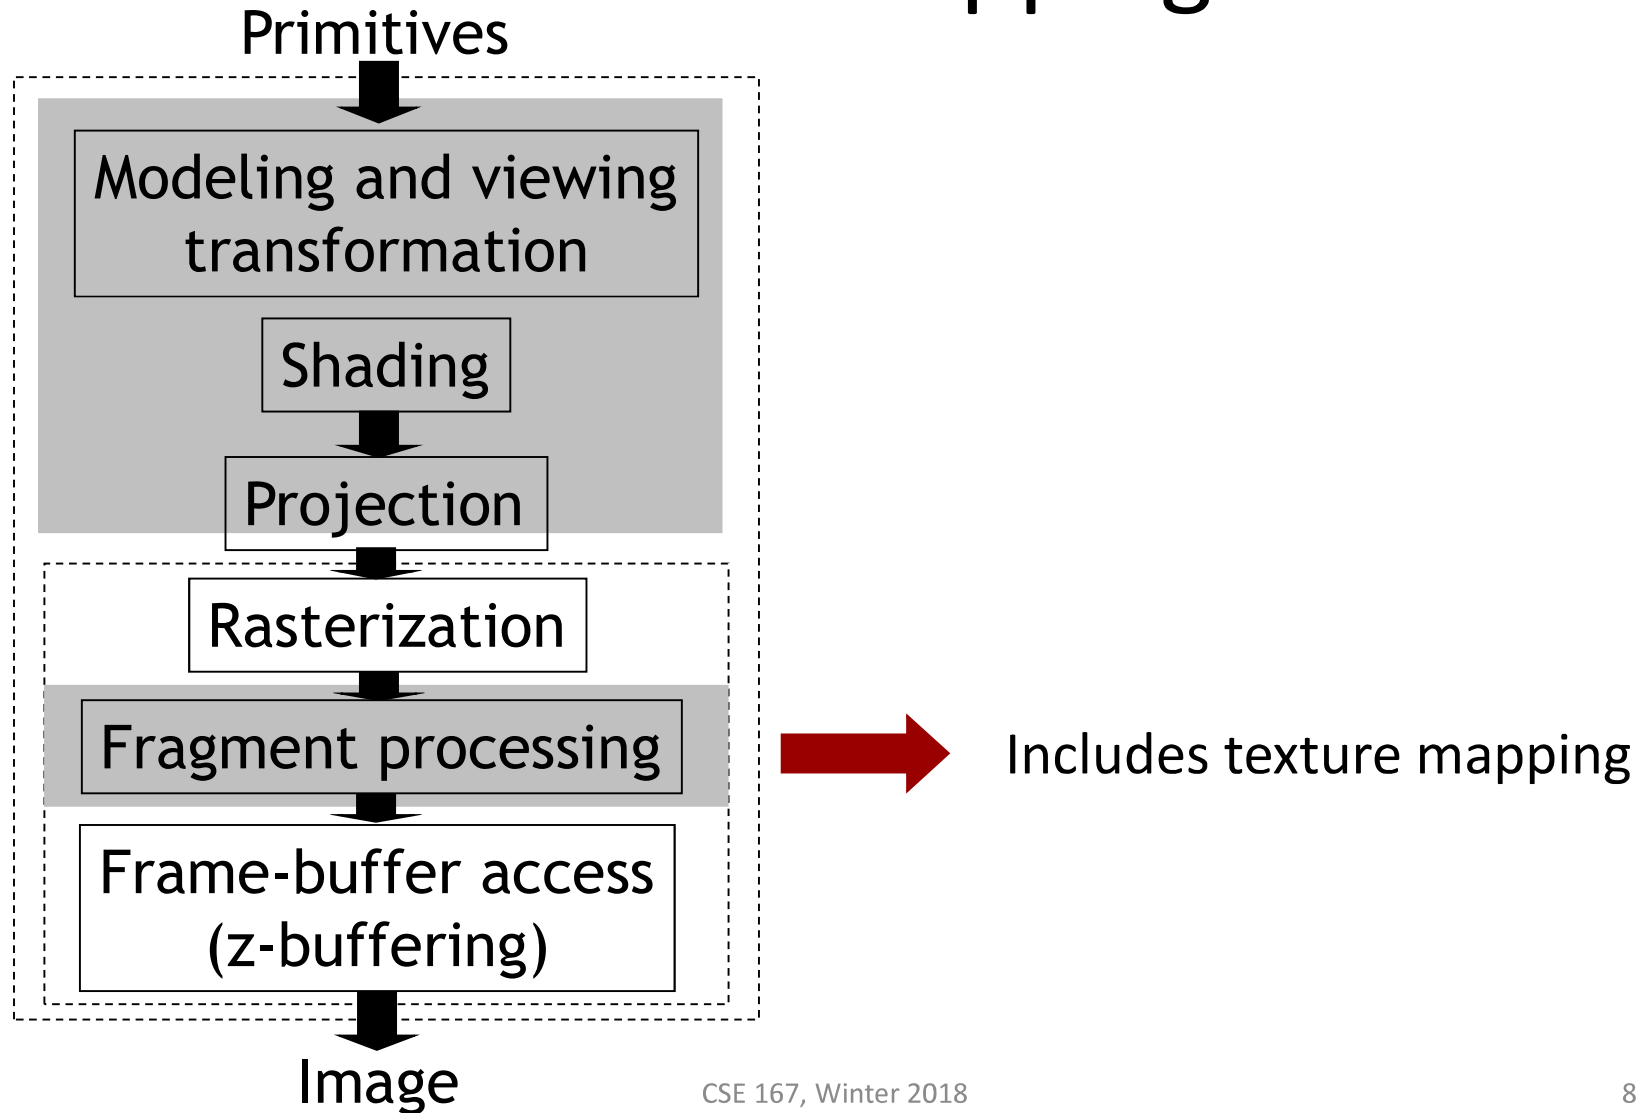 Primitives
Modeling and viewing
transformation
Shading
Projection
Rasterization
Fragment processing
Includes texture mapping
Frame-buffer access
(z-buffering)
Image
CSE 167, Winter 2018
8